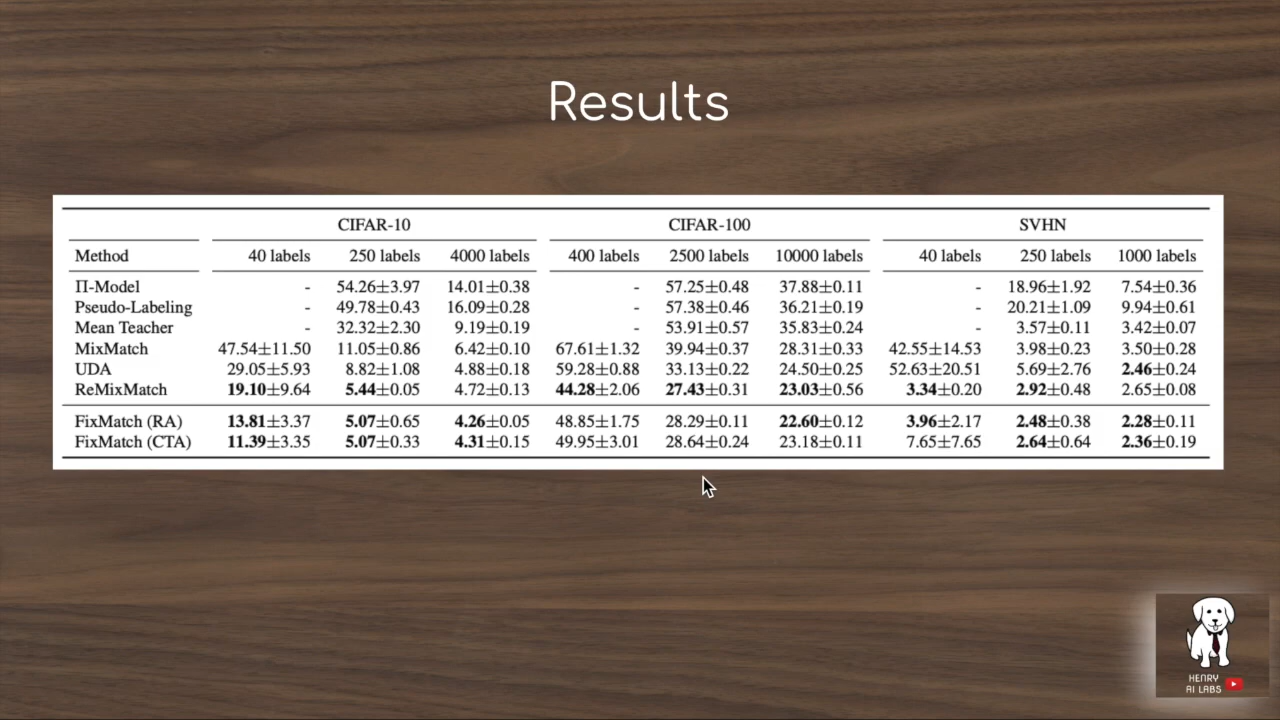 Results
CIFAR-10 CIFAR-100 SVHN
Method 40 labels 250 labels 4000 labels 400 labels 2500 labels 10000 labels 40 labels 250 labels 1000 labels
Π-Model - 54.26±3.97 14.01±0.38 - 57.25±0.48 37.88±0.11 - 18.96±1.92 7.54±0.36
Pseudo-Labeling - 49.78±0.43 16.09±0.28 - 57.38±0.46 36.21±0.19 - 20.21±1.09 9.94±0.61
Mean Teacher - 32.32±2.30 9.19±0.19 - 53.91±0.57 35.83±0.24 - 3.57±0.11 3.42±0.07
MixMatch 47.54±11.50 11.05±0.86 6.42±0.10 67.61±1.32 39.94±0.37 28.31±0.33 42.55±14.53 3.98±0.23 3.50±0.28
UDA 29.05±5.93 8.82±1.08 4.88±0.18 59.28±0.88 33.13±0.22 24.50±0.25 52.63±20.51 5.69±2.76 2.46±0.24
ReMixMatch 19.10±9.64 5.44±0.05 4.72±0.13 44.28±2.06 27.43±0.31 23.03±0.56 3.34±0.20 2.92±0.48 2.65±0.08
FixMatch (RA) 13.81±3.37 5.07±0.65 4.26±0.05 48.85±1.75 28.29±0.11 22.60±0.12 3.96±2.17 2.48±0.38 2.28±0.11
FixMatch (CTA) 11.39±3.35 5.07±0.33 4.31±0.15 49.95±3.01 28.64±0.24 23.18±0.11 7.65±7.65 2.64±0.64 2.36±0.19
HENRY
AI LABS